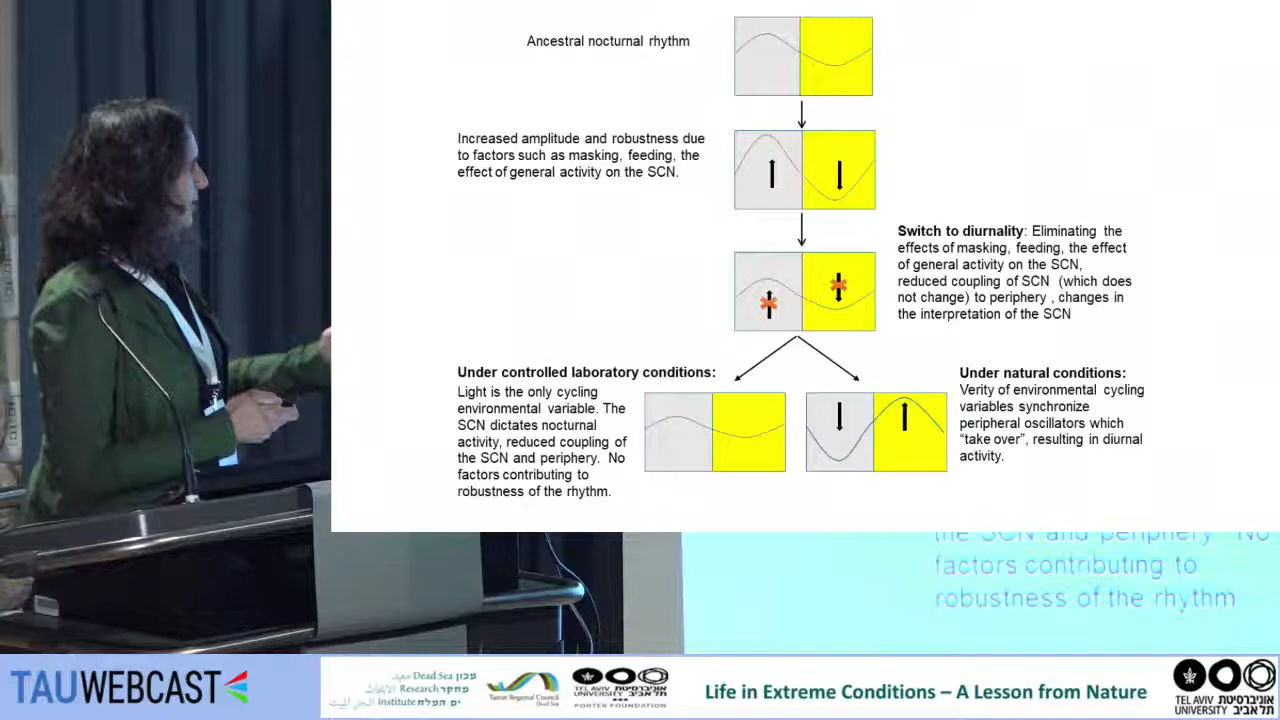 Ancestral nocturnal rhythm
Increased amplitude and robustness due
to factors such as masking, feeding, the
effect of general activity on the SCN.
Switch to diurnality: Eliminating the
effects of masking, feeding, the effect
of general activity on the SCN,
reduced coupling of SCN (which does
not change) to periphery , changes in
the interpretation of the SCN
Under controlled laboratory conditions:
Light is the only cycling
environmental variable. The
SCN dictates nocturnal
activity, reduced coupling of
the SCN and periphery. No
factors contributing to
robustness of the rhythm.
Under natural conditions:
Verity of environmental cycling
variables synchronize
peripheral oscillators which
“take over”, resulting in diurnal
activity.
the SCN and periphery No
factors contributing to
robustness of the rhythm
TAUWEBCAST
מכון Dead Sea معهد
מחקר Research الأبحاث
ים המלח Institute البحر الميت
Tamar Regional Council
Dead Sea
TEL AVIV אוניברסיטת
UNIVERSITY תל אביב
PORTER FOUNDATION
Life in Extreme Conditions – A Lesson from Nature
TEL AVIV אוניברסיטת
UNIVERSITY תל אביב